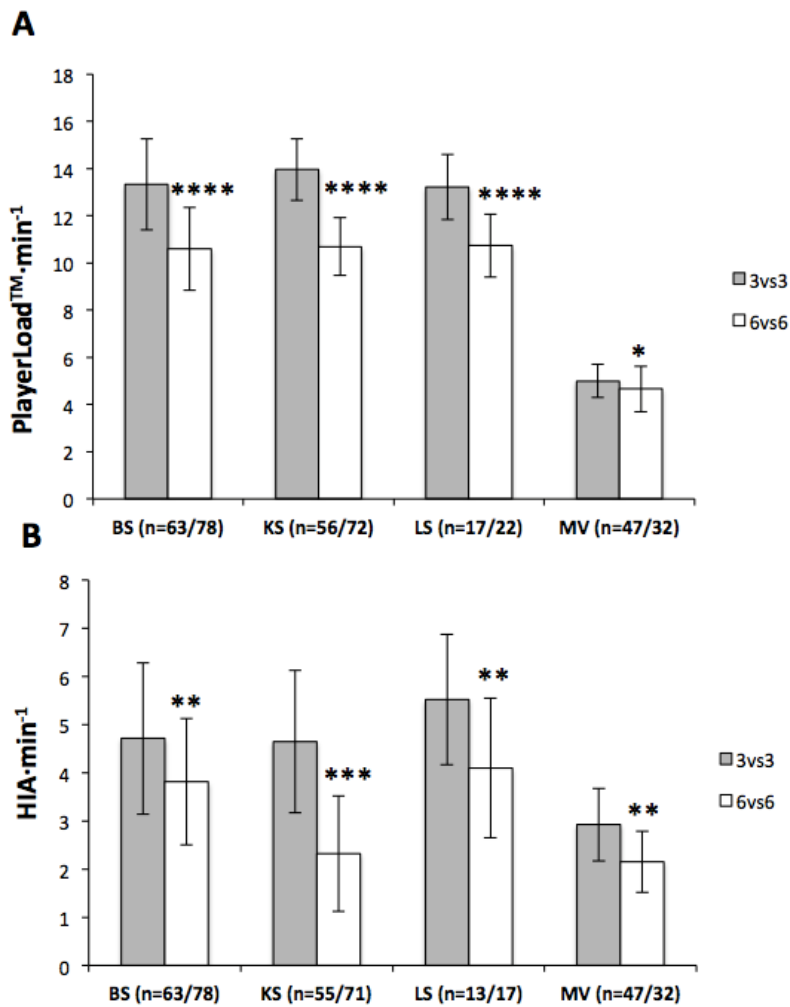 A
PlayerLoad™·min⁻¹
18
16
14
12
10
8
6
4
2
0
**** **** **** *
BS (n=63/78) KS (n=56/72) LS (n=17/22) MV (n=47/32)
3vs3
6vs6
B
HIA·min⁻¹
8
7
6
5
4
3
2
1
0
** *** ** **
BS (n=63/78) KS (n=55/71) LS (n=13/17) MV (n=47/32)
3vs3
6vs6